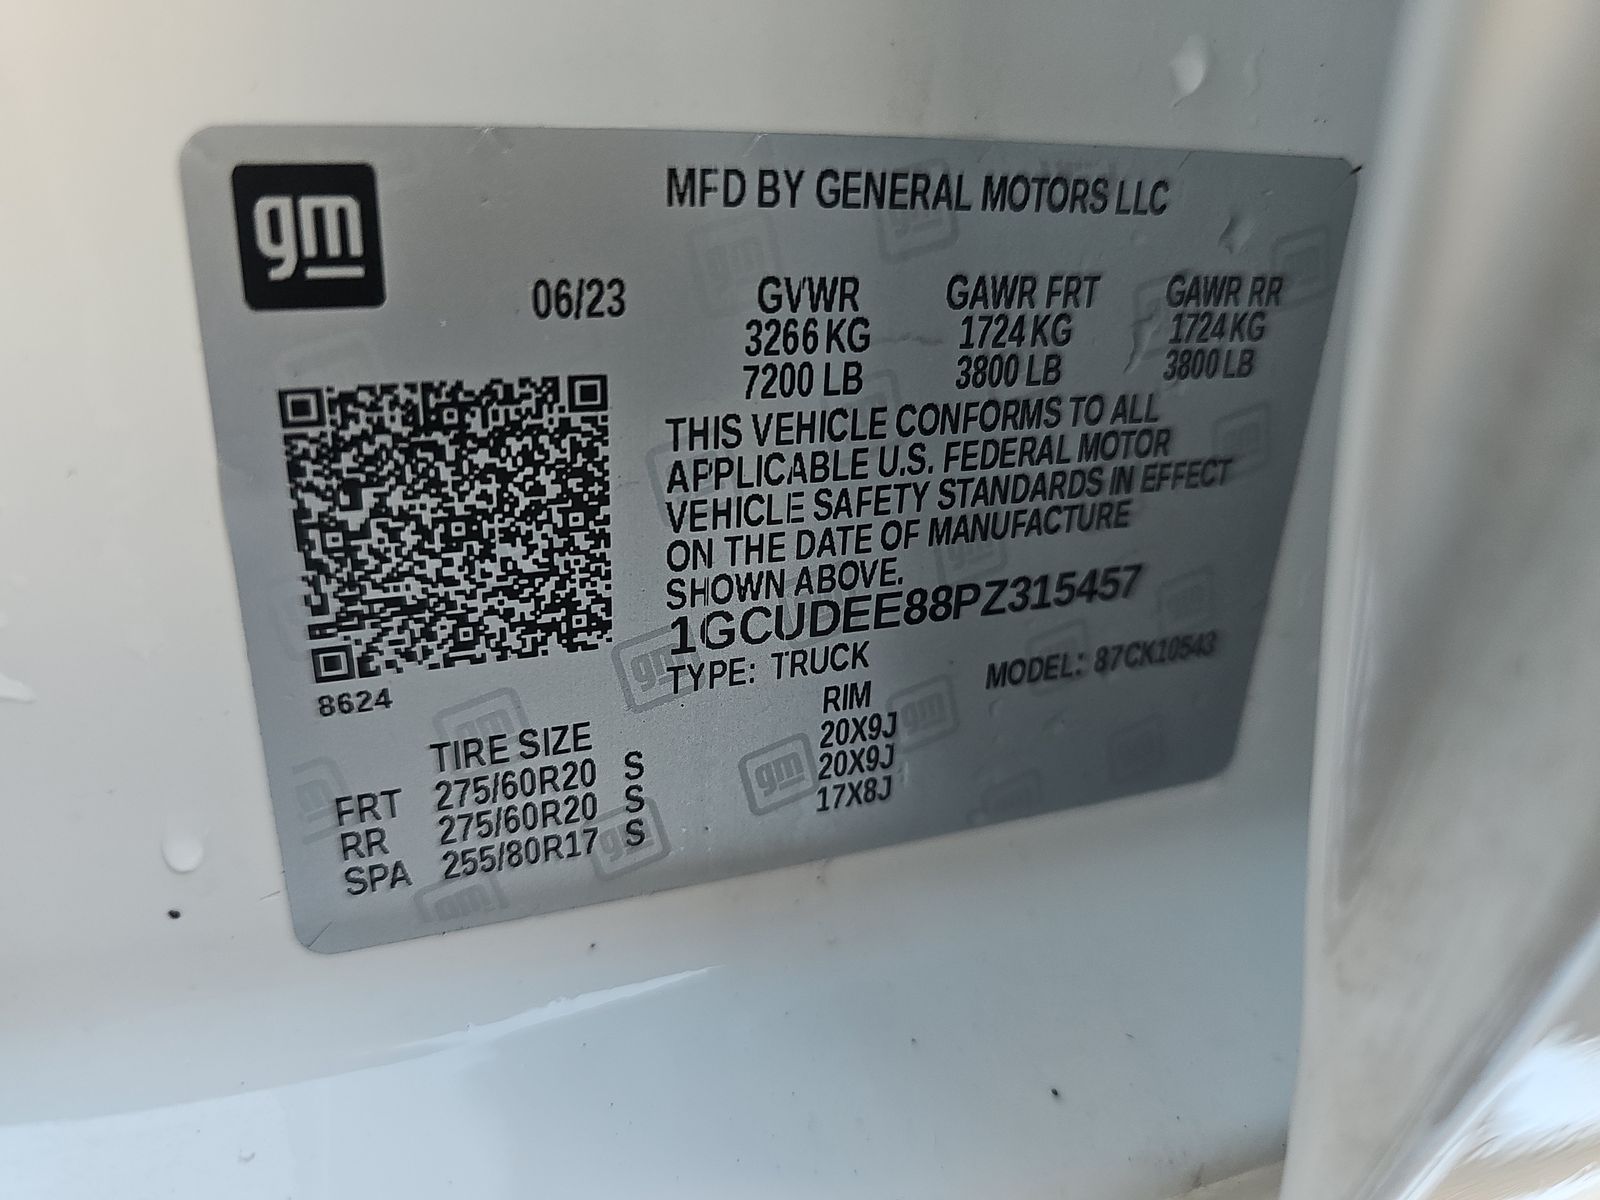 gm
MFD BY GENERAL MOTORS LLC
06/23 GVWR GAWR FRT GAWR RR
3266 KG 1724 KG 1724 KG
7200 LB 3800 LB 3800 LB
THIS VEHICLE CONFORMS TO ALL
APPLICABLE U.S. FEDERAL MOTOR
VEHICLE SAFETY STANDARDS IN EFFECT
ON THE DATE OF MANUFACTURE
SHOWN ABOVE.
1GCUDEE88PZ315457
TYPE: TRUCK MODEL: 87CK10543
8624
TIRE SIZE RIM
FRT 275/60R20 S 20X9J
RR 275/60R20 S 20X9J
SPA 255/80R17 S 17X8J